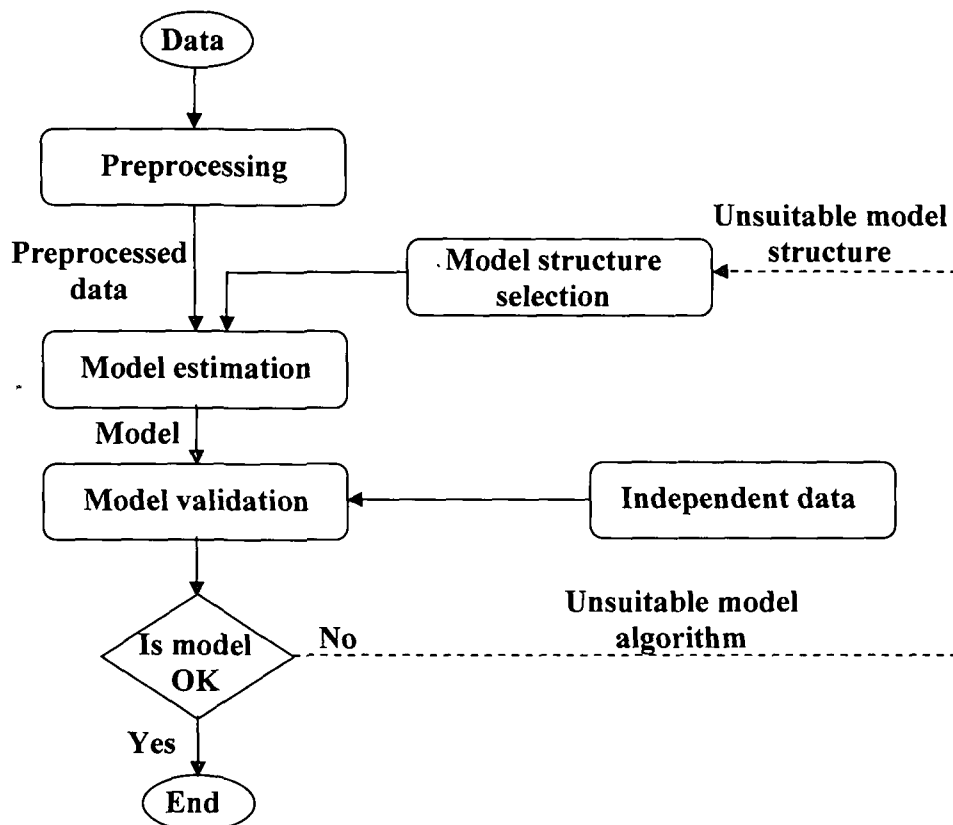 Data
Preprocessing
Preprocessed
data
Unsuitable model
structure
Model structure
selection
Model estimation
Model
Model validation
Independent data
Is model
OK
No
Unsuitable model
algorithm
Yes
End